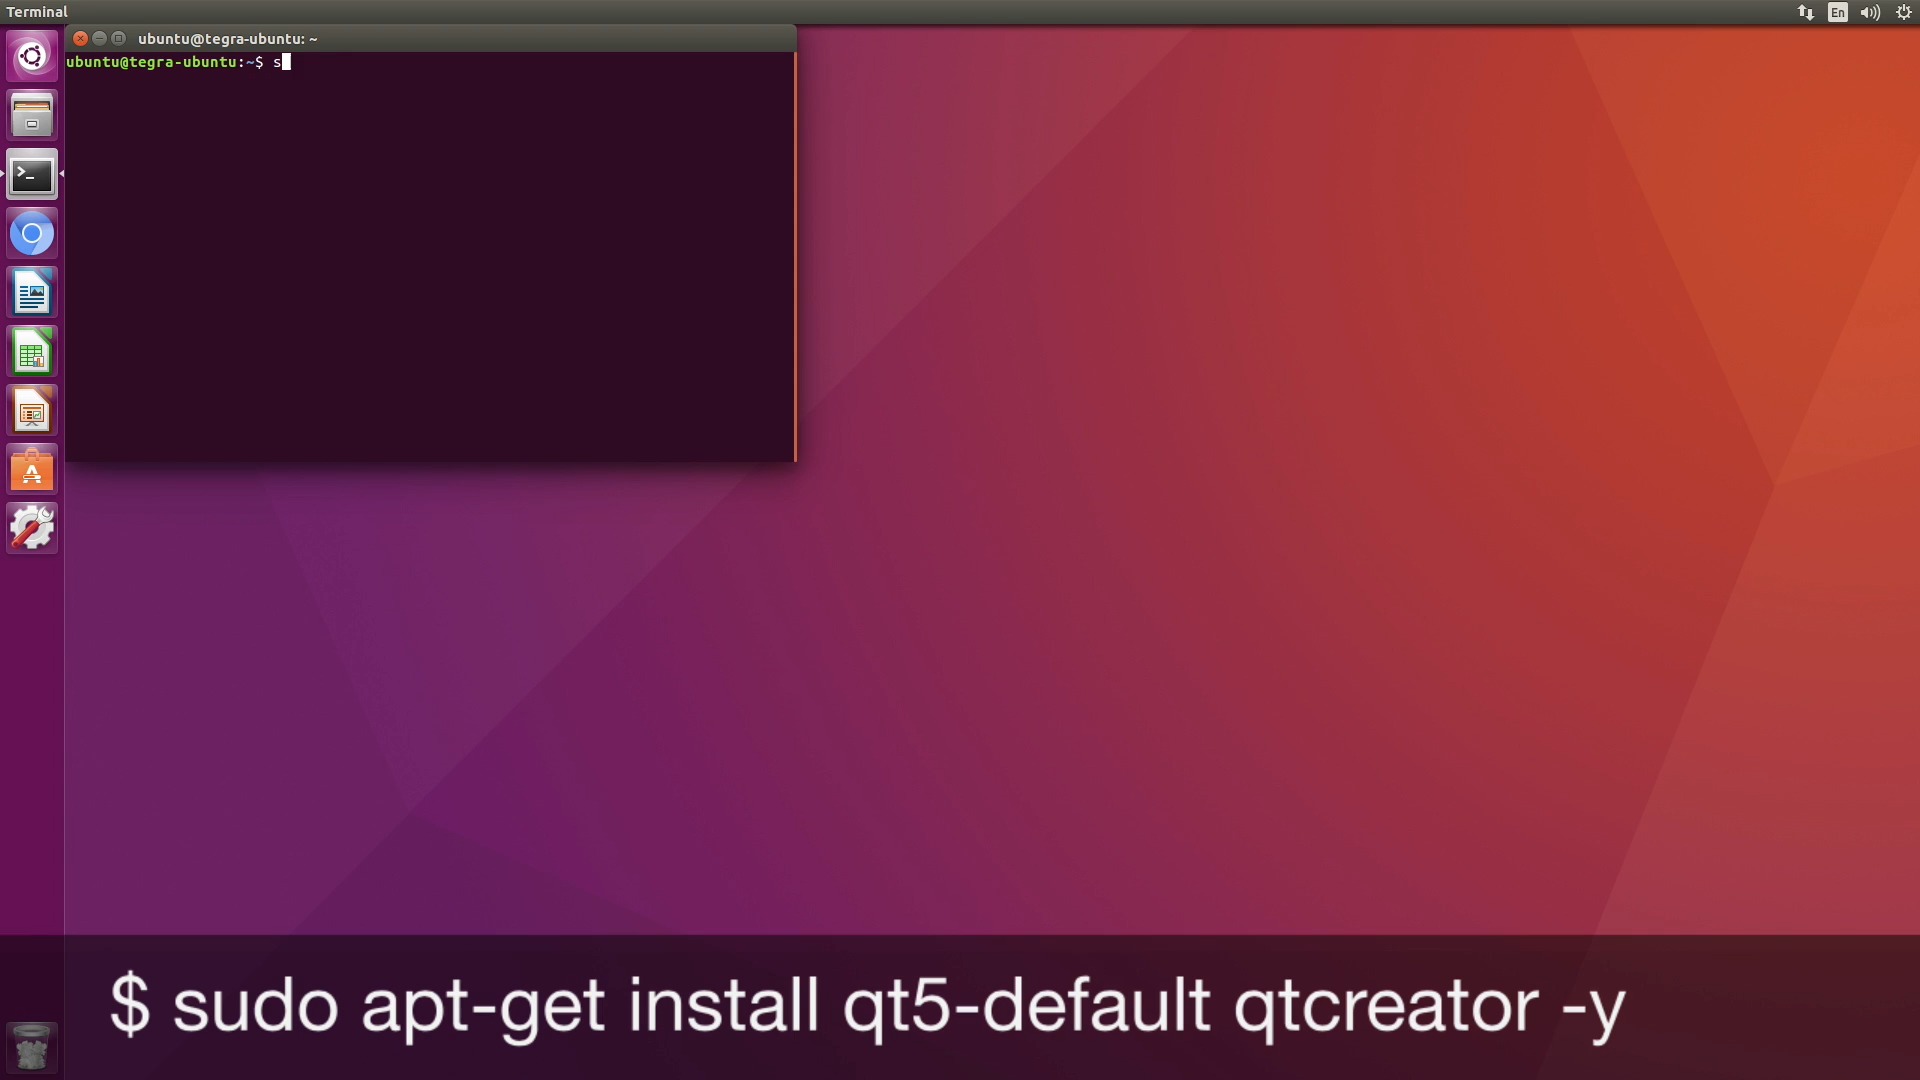 Terminal
En
ubuntu@tegra-ubuntu: ~
ubuntu@tegra-ubuntu:~$ s
$ sudo apt-get install qt5-default qtcreator -y